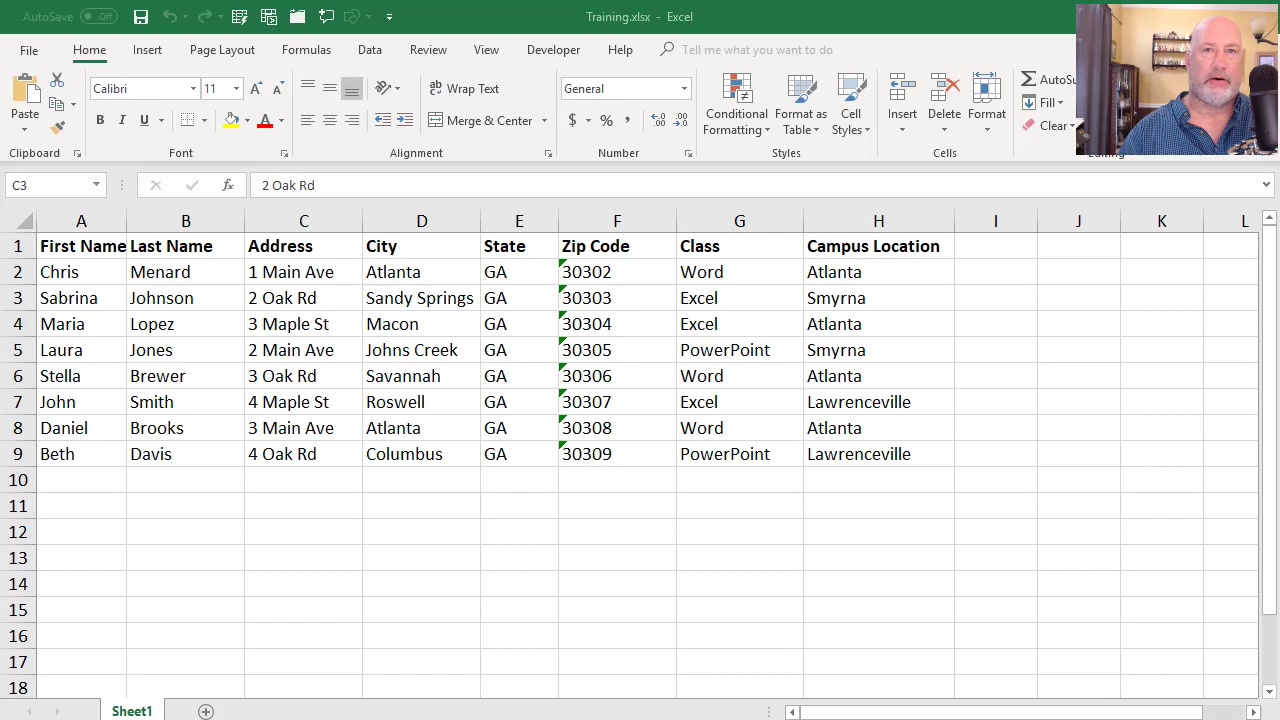 AutoSave Off Training.xlsx - Excel
File Home Insert Page Layout Formulas Data Review View Developer Help Tell me what you want to do
Paste
Calibri 11
B I U A A A
Wrap Text
Merge & Center
General
$ % ,
Conditional Formatting
Format as Table
Cell Styles
Insert Delete Format
AutoSu
Fill
Clear
Clipboard Font Alignment Number Styles Cells Editing
C3 fx 2 Oak Rd
A B C D E F G H I J K L
1 First Name Last Name Address City State Zip Code Class Campus Location
2 Chris Menard 1 Main Ave Atlanta GA 30302 Word Atlanta
3 Sabrina Johnson 2 Oak Rd Sandy Springs GA 30303 Excel Smyrna
4 Maria Lopez 3 Maple St Macon GA 30304 Excel Atlanta
5 Laura Jones 2 Main Ave Johns Creek GA 30305 PowerPoint Smyrna
6 Stella Brewer 3 Oak Rd Savannah GA 30306 Word Atlanta
7 John Smith 4 Maple St Roswell GA 30307 Excel Lawrenceville
8 Daniel Brooks 3 Main Ave Atlanta GA 30308 Word Atlanta
9 Beth Davis 4 Oak Rd Columbus GA 30309 PowerPoint Lawrenceville
10
11
12
13
14
15
16
17
18
Sheet1